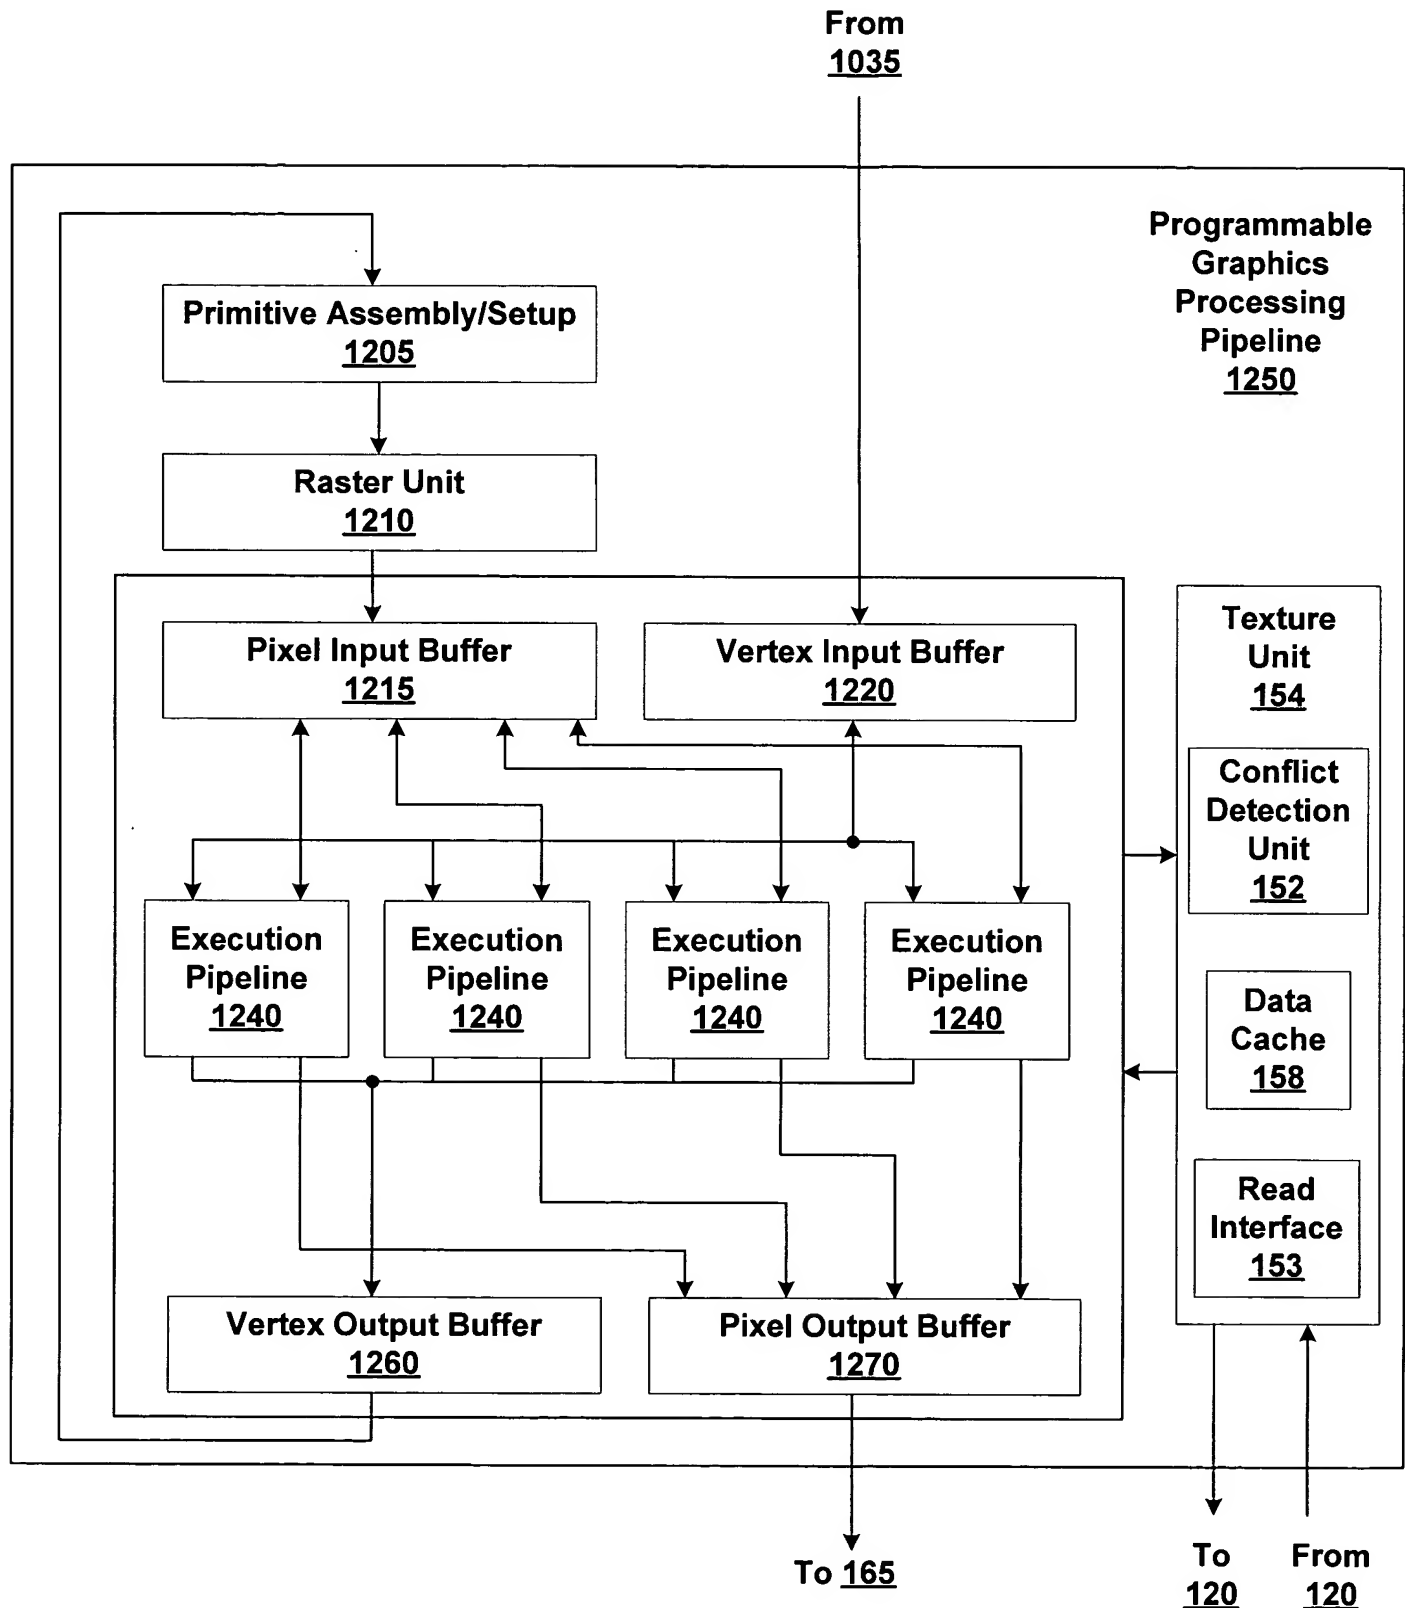 From
1035
Programmable
Graphics
Processing
Pipeline
1250
Primitive Assembly/Setup
1205
Raster Unit
1210
Pixel Input Buffer
1215
Vertex Input Buffer
1220
Texture
Unit
154
Conflict
Detection
Unit
152
Execution
Pipeline
1240
Execution
Pipeline
1240
Execution
Pipeline
1240
Execution
Pipeline
1240
Data
Cache
158
Read
Interface
153
Vertex Output Buffer
1260
Pixel Output Buffer
1270
To 165
To
120
From
120